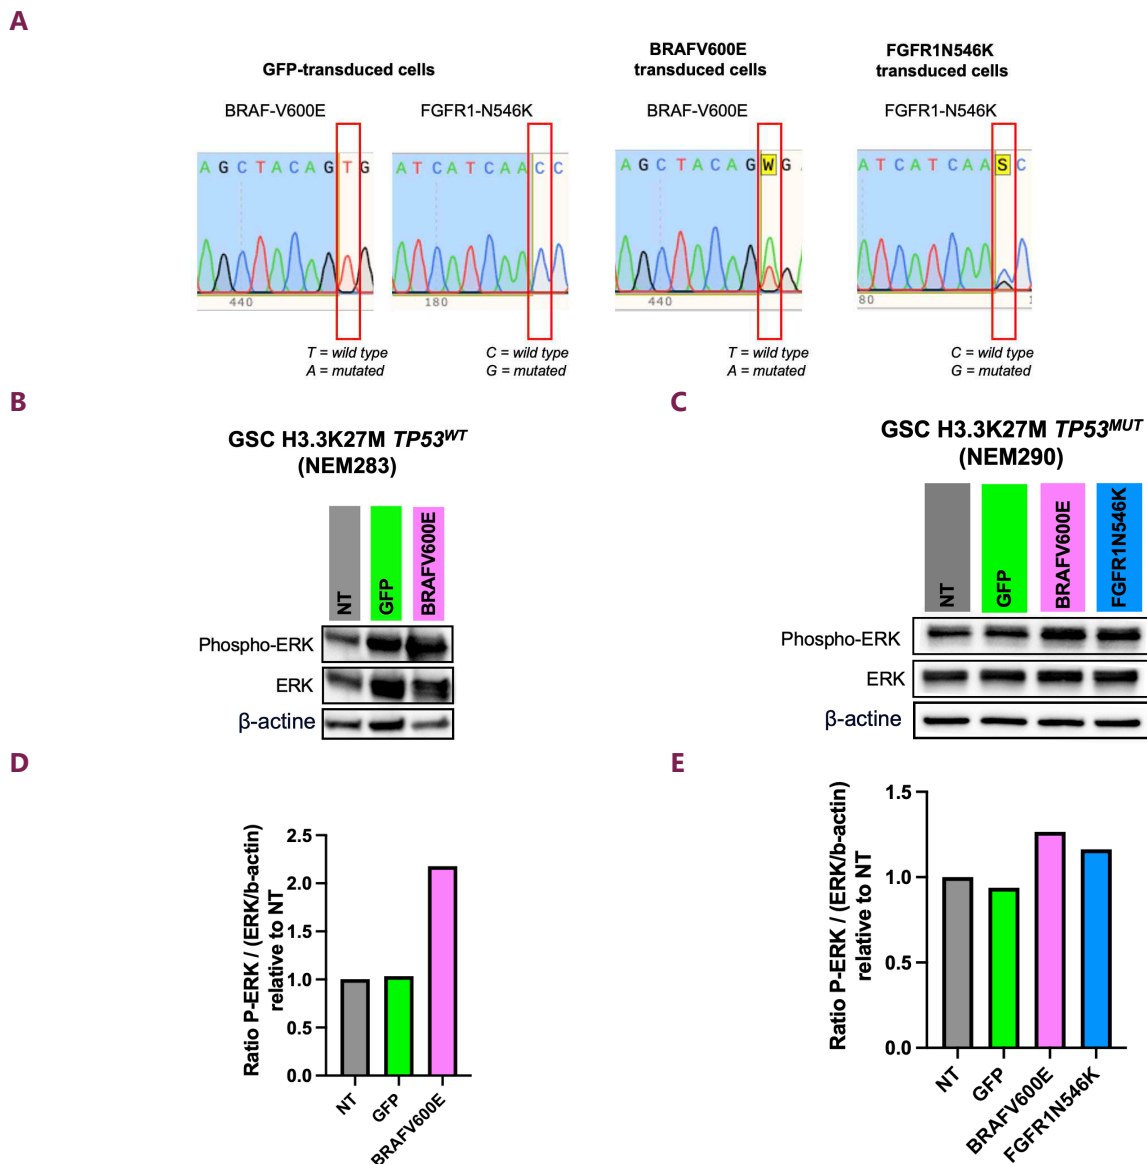 A
GFP-transduced cells
BRAFV600E
transduced cells
FGFR1N546K
transduced cells
BRAF-V600E
FGFR1-N546K
BRAF-V600E
FGFR1-N546K
A G C T A C A G T G
A T C A T C A A C C
A G C T A C A G W G
A T C A T C A A S C
440
180
440
80
T = wild type
A = mutated
C = wild type
G = mutated
T = wild type
A = mutated
C = wild type
G = mutated
B
GSC H3.3K27M TP53WT
(NEM283)
NT
GFP
BRAFV600E
Phospho-ERK
ERK
β-actine
C
GSC H3.3K27M TP53MUT
(NEM290)
NT
GFP
BRAFV600E
FGFR1N546K
Phospho-ERK
ERK
β-actine
D
Ratio P-ERK / (ERK/b-actin)
relative to NT
2.5
2.0
1.5
1.0
0.5
0.0
NT
GFP
BRAFV600E
E
Ratio P-ERK / (ERK/b-actin)
relative to NT
1.5
1.0
0.5
0.0
NT
GFP
BRAFV600E
FGFR1N546K